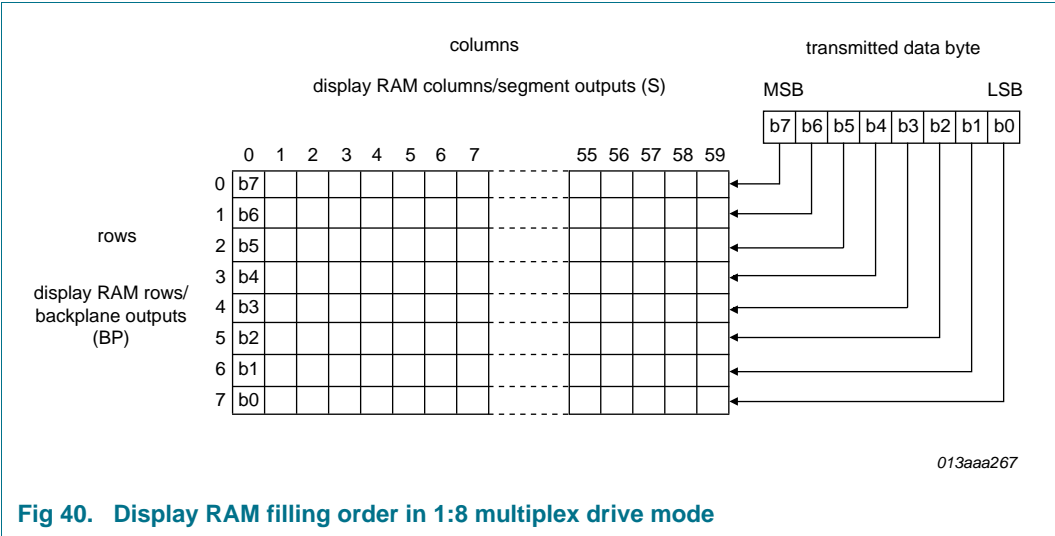 columns
transmitted data byte
display RAM columns/segment outputs (S)
MSB LSB
b7 b6 b5 b4 b3 b2 b1 b0
0 1 2 3 4 5 6 7 55 56 57 58 59
0 b7
1 b6
rows
2 b5
3 b4
display RAM rows/
4 b3
backplane outputs
5 b2
(BP)
6 b1
7 b0
013aaa267
Fig 40. Display RAM filling order in 1:8 multiplex drive mode